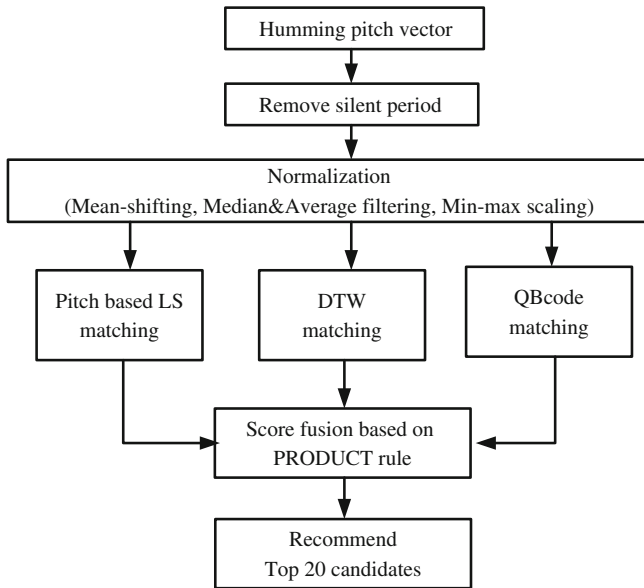 Humming pitch vector
Remove silent period
Normalization
(Mean-shifting, Median&Average filtering, Min-max scaling)
Pitch based LS
matching
DTW
matching
QBcode
matching
Score fusion based on
PRODUCT rule
Recommend
Top 20 candidates